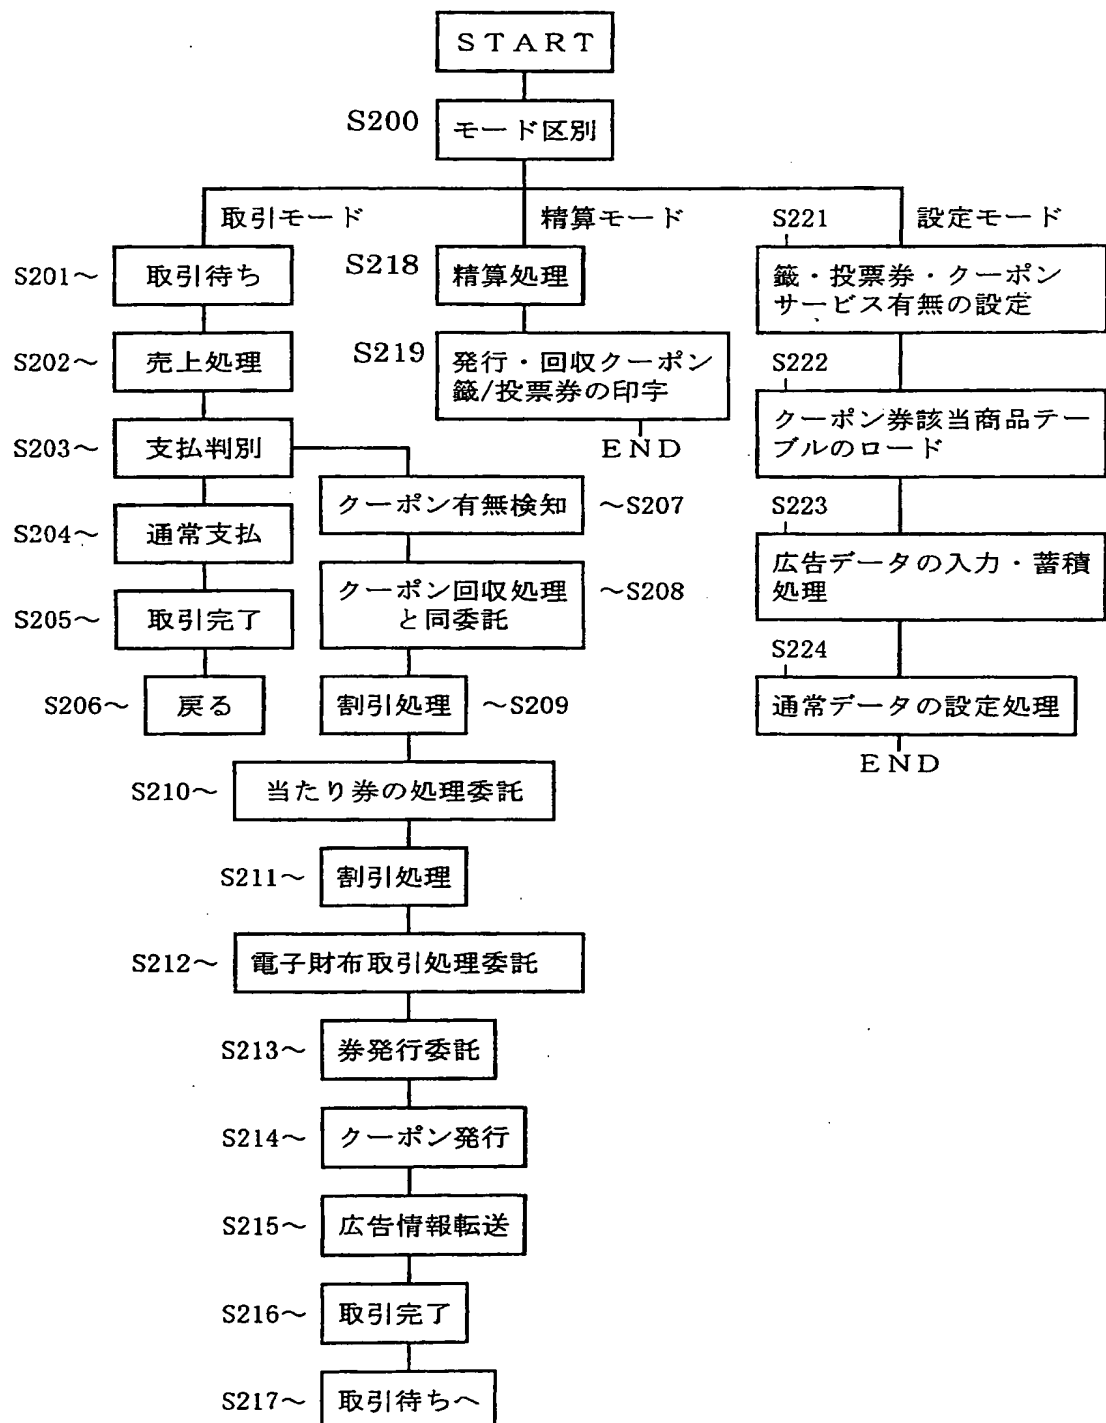 START
S200 モード区別
取引モード
S201～ 取引待ち
S202～ 売上処理
S203～ 支払判別
S204～ 通常支払
S205～ 取引完了
S206～ 戻る
クーポン有無検知 ～S207
クーポン回収処理
と同委託 ～S208
割引処理 ～S209
S210～ 当たり券の処理委託
S211～ 割引処理
S212～ 電子財布取引処理委託
S213～ 券発行委託
S214～ クーポン発行
S215～ 広告情報転送
S216～ 取引完了
S217～ 取引待ちへ
精算モード
S218 精算処理
S219 発行・回収クーポン
籤/投票券の印字
END
設定モード
S221
籤・投票券・クーポン
サービス有無の設定
S222
クーポン券該当商品テー
ブルのロード
S223
広告データの入力・蓄積
処理
S224
通常データの設定処理
END